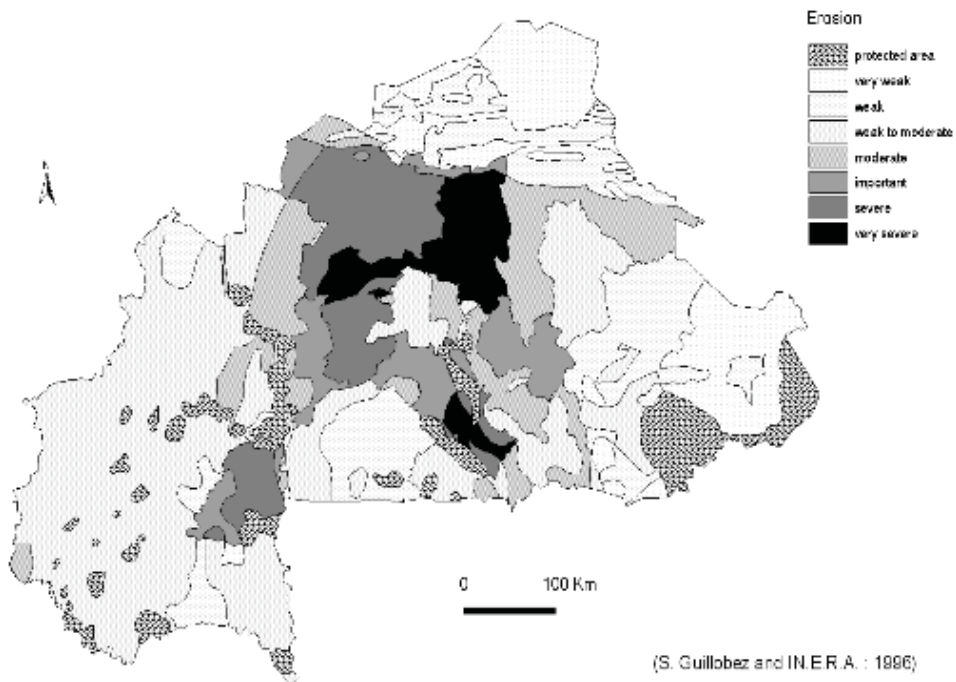 Erosion
protected area
very weak
weak
weak to moderate
moderate
important
severe
very severe
0 100 Km
(S. Guillobez and IN.E.R.A. : 1996)